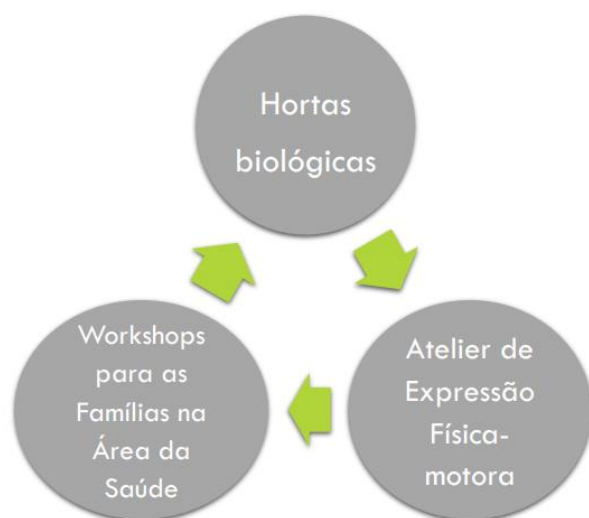 Hortas
biológicas
Workshops
para as
Famílias na
Área da
Saúde
Atelier de
Expressão
Física-
motora